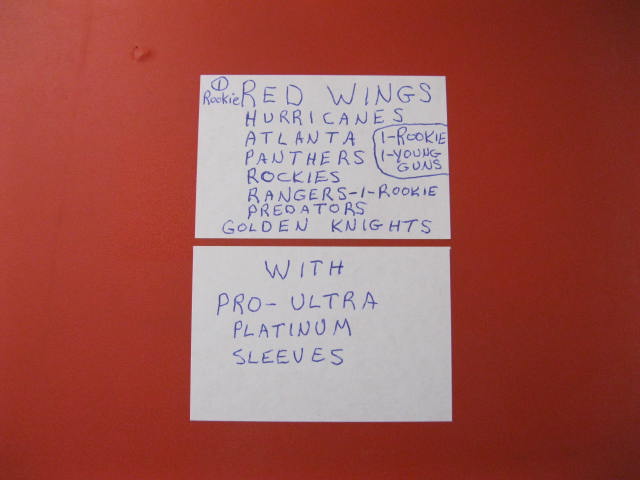 ①
Rookie RED WINGS
HURRICANES
ATLANTA 1-ROOKIE
PANTHERS 1-YOUNG GUNS
ROCKIES
RANGERS-1-ROOKIE
PREDATORS
GOLDEN KNIGHTS
WITH
PRO-ULTRA
PLATINUM
SLEEVES